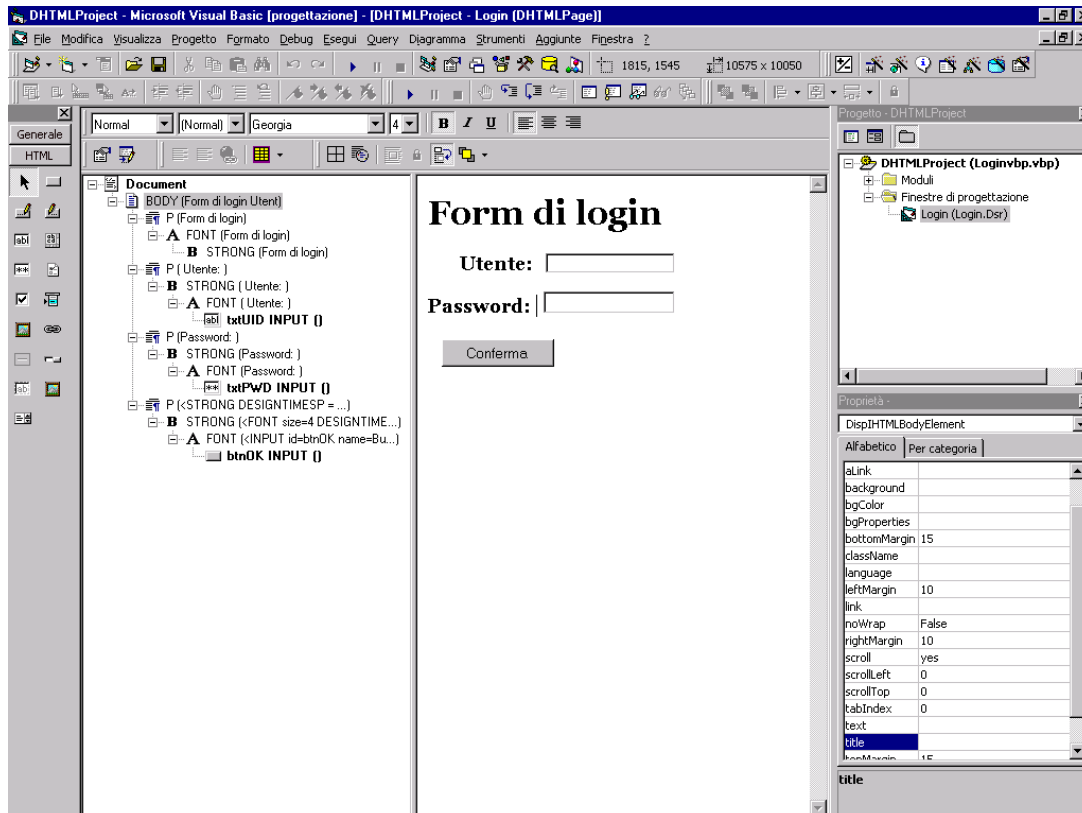 DHTMLProject - Microsoft Visual Basic [progettazione] - [DHTMLProject - Login (DHTMLPage)]
File Modifica Visualizza Progetto Formato Debug Esegui Query Diagramma Strumenti Aggiunte Finestra ?
1815, 1545 10575 x 10050
Generale
HTML
Normal (Normal) Georgia 4 B I U
Document
BODY (Form di login Utent)
P (Form di login)
A FONT (Form di login)
B STRONG (Form di login)
P ( Utente: )
B STRONG ( Utente: )
A FONT ( Utente: )
abl txtUID INPUT ()
P (Password: )
B STRONG (Password: )
A FONT (Password: )
** txtPWD INPUT ()
P (<STRONG DESIGNTIMESP = ...)
B STRONG (<FONT size=4 DESIGNTIME...)
A FONT (<INPUT id=btnOK name=Bu...)
btnOK INPUT ()
Form di login
Utente:
Password:
Conferma
Progetto - DHTMLProject
DHTMLProject (Loginvbp.vbp)
Moduli
Finestre di progettazione
Login (Login.Dsr)
Proprietà -
DispIHTMLBodyElement
Alfabetico Per categoria
aLink
background
bgColor
bgProperties
bottomMargin 15
className
language
leftMargin 10
link
noWrap False
rightMargin 10
scroll yes
scrollLeft 0
scrollTop 0
tabIndex 0
text
title
topMargin 15
title